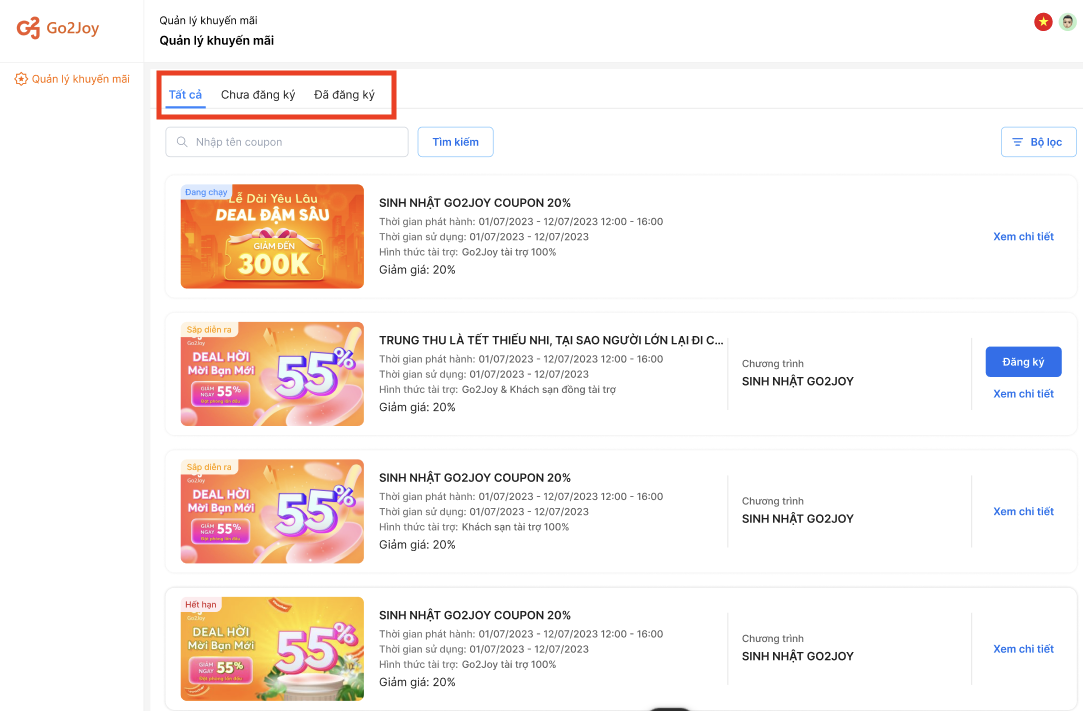 Go2Joy
Quản lý khuyến mãi
Quản lý khuyến mãi
Quản lý khuyến mãi
Tất cả Chưa đăng ký Đã đăng ký
Nhập tên coupon Tìm kiếm Bộ lọc
Đang chạy
Lễ Dài Yêu Lâu
DEAL ĐẬM SÂU
GIẢM ĐẾN
300K
SINH NHẬT GO2JOY COUPON 20%
Thời gian phát hành: 01/07/2023 - 12/07/2023 12:00 - 16:00
Thời gian sử dụng: 01/07/2023 - 12/07/2023
Hình thức tài trợ: Go2Joy tài trợ 100%
Giảm giá: 20%
Xem chi tiết
Sắp diễn ra
Go2Joy
DEAL HỜI
Mời Bạn Mới
GIẢM NGAY 55%
Đặt phòng lần đầu
55%
TRUNG THU LÀ TẾT THIẾU NHI, TẠI SAO NGƯỜI LỚN LẠI ĐI C...
Thời gian phát hành: 01/07/2023 - 12/07/2023 12:00 - 16:00
Thời gian sử dụng: 01/07/2023 - 12/07/2023
Hình thức tài trợ: Go2Joy & Khách sạn đồng tài trợ
Giảm giá: 20%
Chương trình
SINH NHẬT GO2JOY
Đăng ký
Xem chi tiết
Sắp diễn ra
Go2Joy
DEAL HỜI
Mời Bạn Mới
GIẢM NGAY 55%
Đặt phòng lần đầu
55%
SINH NHẬT GO2JOY COUPON 20%
Thời gian phát hành: 01/07/2023 - 12/07/2023 12:00 - 16:00
Thời gian sử dụng: 01/07/2023 - 12/07/2023
Hình thức tài trợ: Khách sạn tài trợ 100%
Giảm giá: 20%
Chương trình
SINH NHẬT GO2JOY
Xem chi tiết
Hết hạn
Go2Joy
DEAL HỜI
Mời Bạn Mới
GIẢM NGAY 55%
Đặt phòng lần đầu
55%
SINH NHẬT GO2JOY COUPON 20%
Thời gian phát hành: 01/07/2023 - 12/07/2023 12:00 - 16:00
Thời gian sử dụng: 01/07/2023 - 12/07/2023
Hình thức tài trợ: Go2Joy tài trợ 100%
Giảm giá: 20%
Chương trình
SINH NHẬT GO2JOY
Xem chi tiết